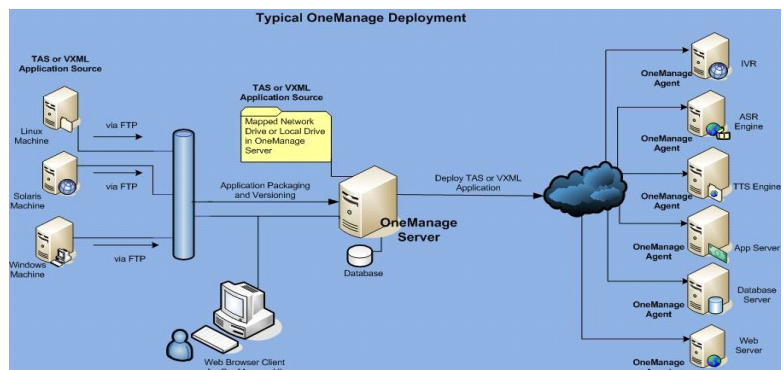 Typical OneManage Deployment
TAS or VXML
Application Source
Linux
Machine
via FTP
Solaris
Machine
via FTP
Windows
Machine
via FTP
TAS or VXML
Application Source
Mapped Network
Drive or Local Drive
in OneManage
Server
Application Packaging
and Versioning
OneManage
Server
Database
Web Browser Client
Deploy TAS or VXML
Application
OneManage
Agent
IVR
OneManage
Agent
ASR
Engine
OneManage
Agent
TTS Engine
OneManage
Agent
App Server
OneManage
Agent
Database
Server
OneManage
Agent
Web
Server